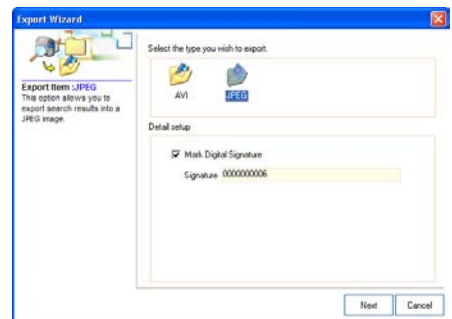 Export Wizard
Export Item :JPEG
This option allows you to
export search results into a
JPEG image.
Select the type you wish to export.
AVI
JPEG
Detail setup
Mark Digital Signature
Signature 0000000006
Next
Cancel